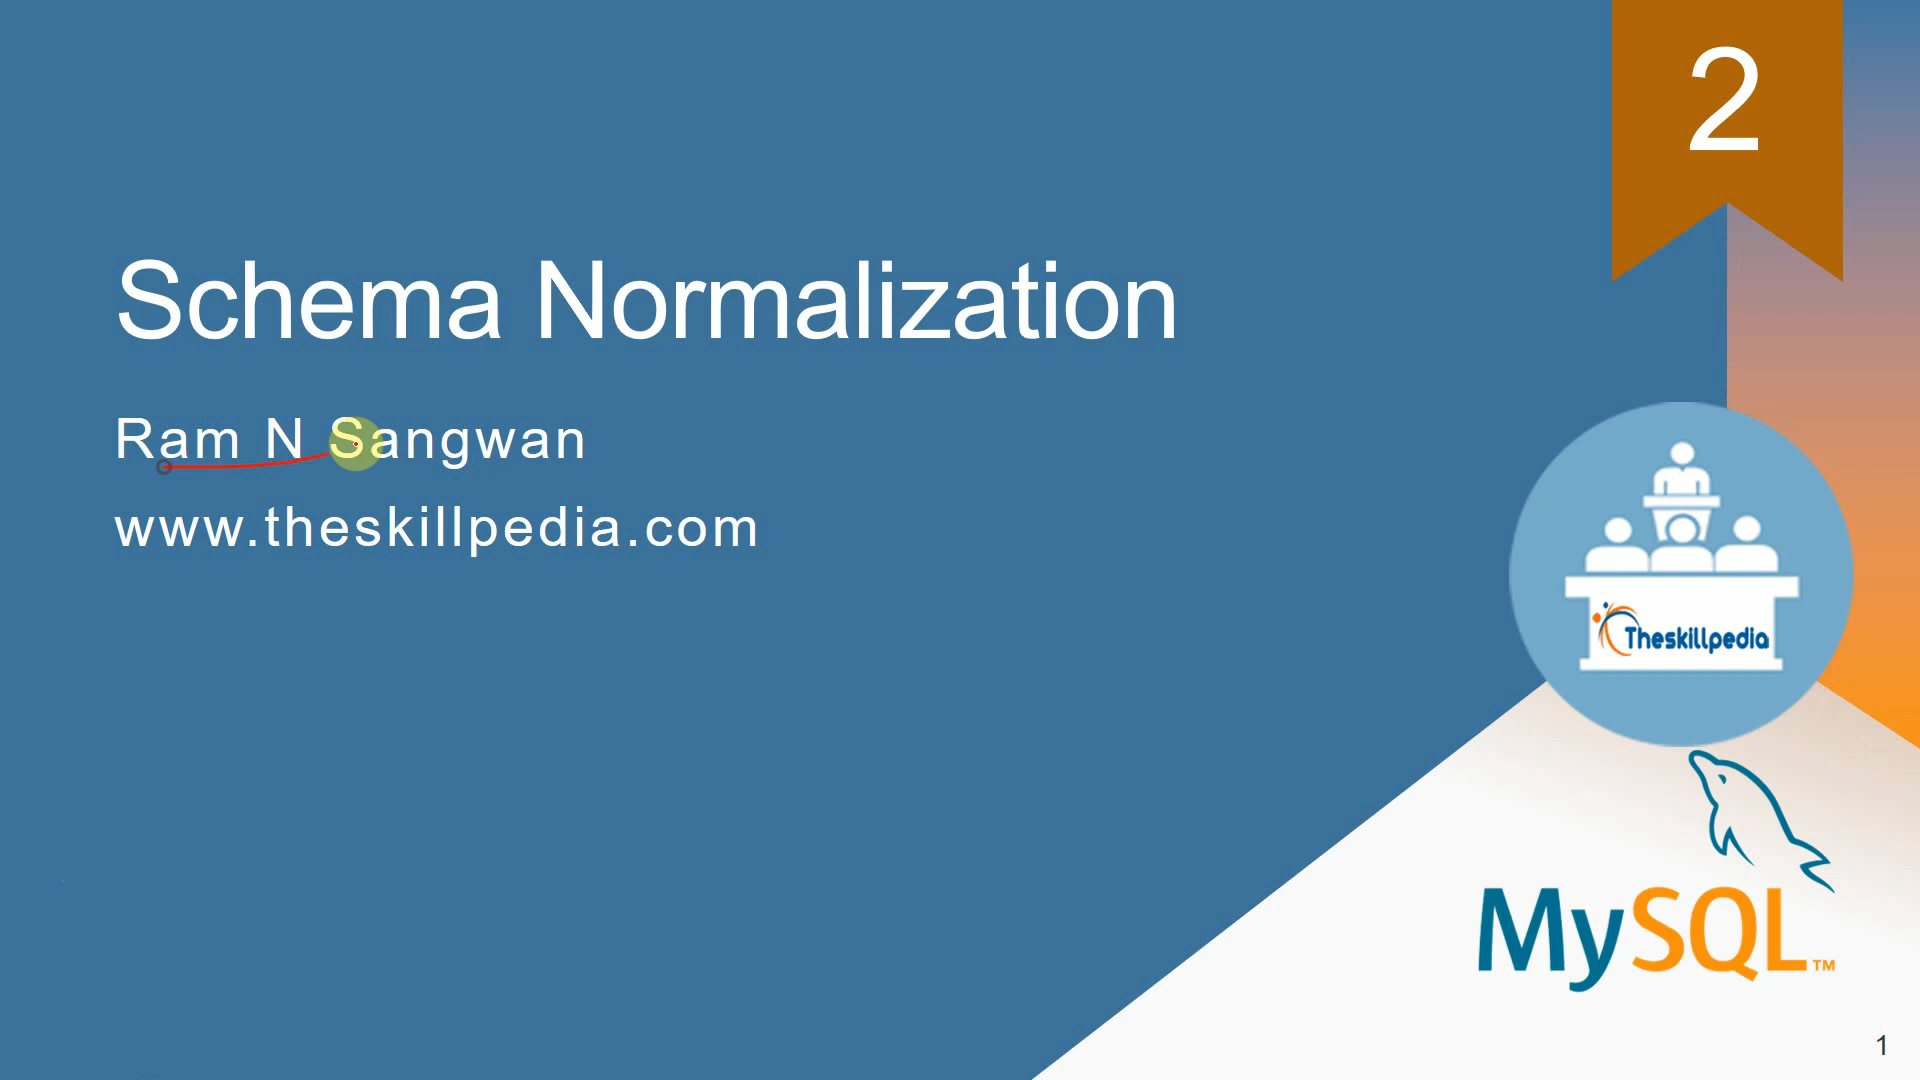 2
Schema Normalization
Ram N Sangwan
www.theskillpedia.com
Theskillpedia
MySQL™
1